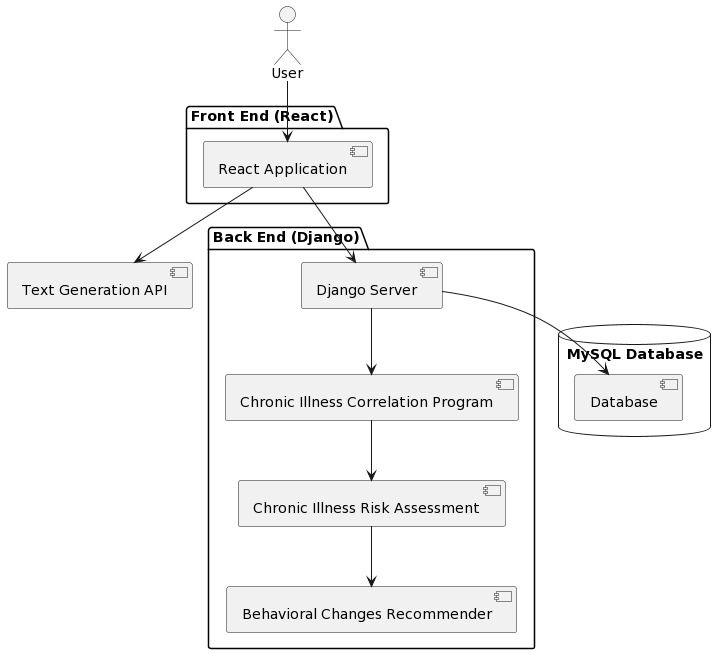 User
Front End (React)
React Application
Back End (Django)
Text Generation API
Django Server
MySQL Database
Chronic Illness Correlation Program
Database
Chronic Illness Risk Assessment
Behavioral Changes Recommender